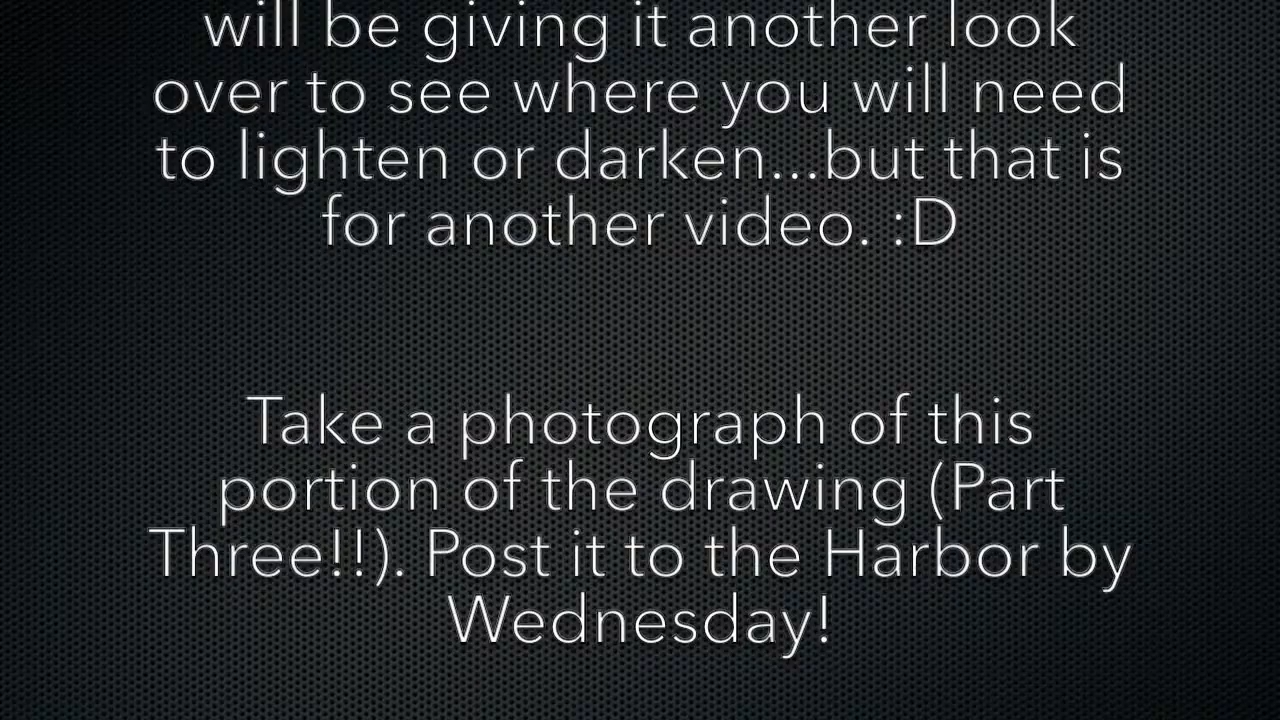 will be giving it another look
over to see where you will need
to lighten or darken...but that is
for another video. :D
Take a photograph of this
portion of the drawing (Part
Three!!). Post it to the Harbor by
Wednesday!